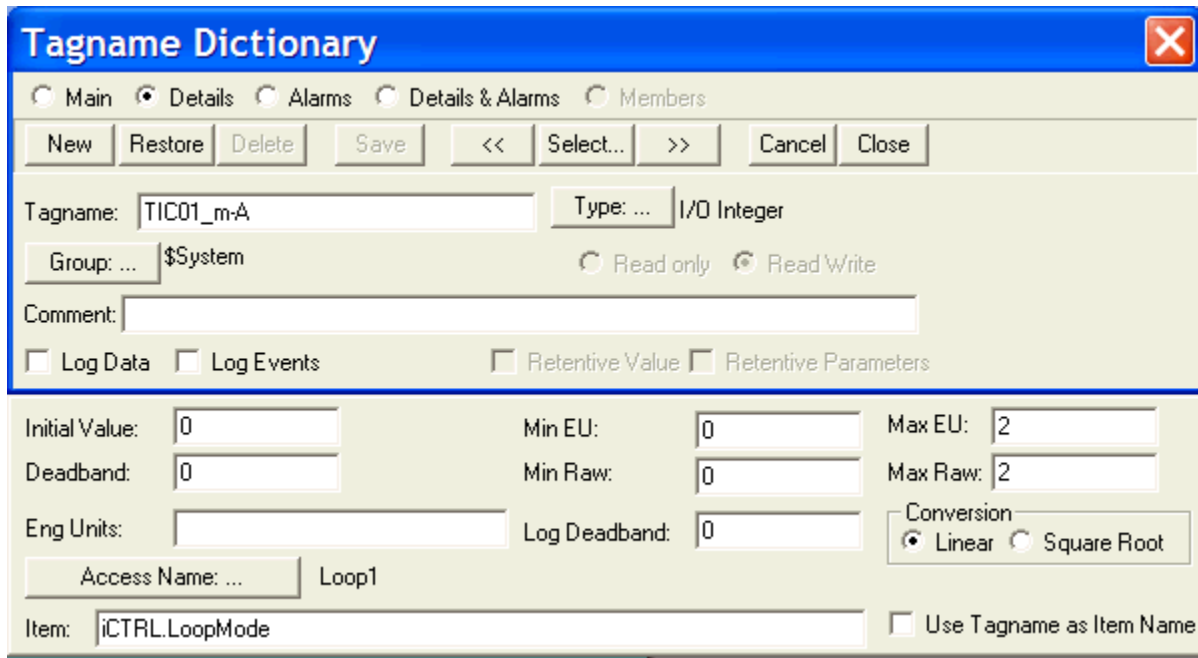 Tagname Dictionary
Main Details Alarms Details & Alarms Members
New Restore Delete Save << Select... >> Cancel Close
Tagname: TIC01_m-A Type: ... I/O Integer
Group: ... $System Read only Read Write
Comment:
Log Data Log Events Retentive Value Retentive Parameters
Initial Value: 0 Min EU: 0 Max EU: 2
Deadband: 0 Min Raw: 0 Max Raw: 2
Eng Units: Log Deadband: 0 Conversion
Linear Square Root
Access Name: ... Loop1
Item: iCTRL.LoopMode Use Tagname as Item Name